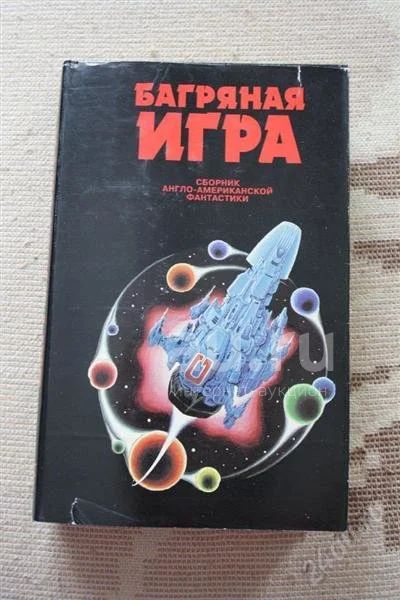 БАГРЯНАЯ
ИГРА
СБОРНИК
АНГЛО-АМЕРИКАНСКОЙ
ФАНТАСТИКИ